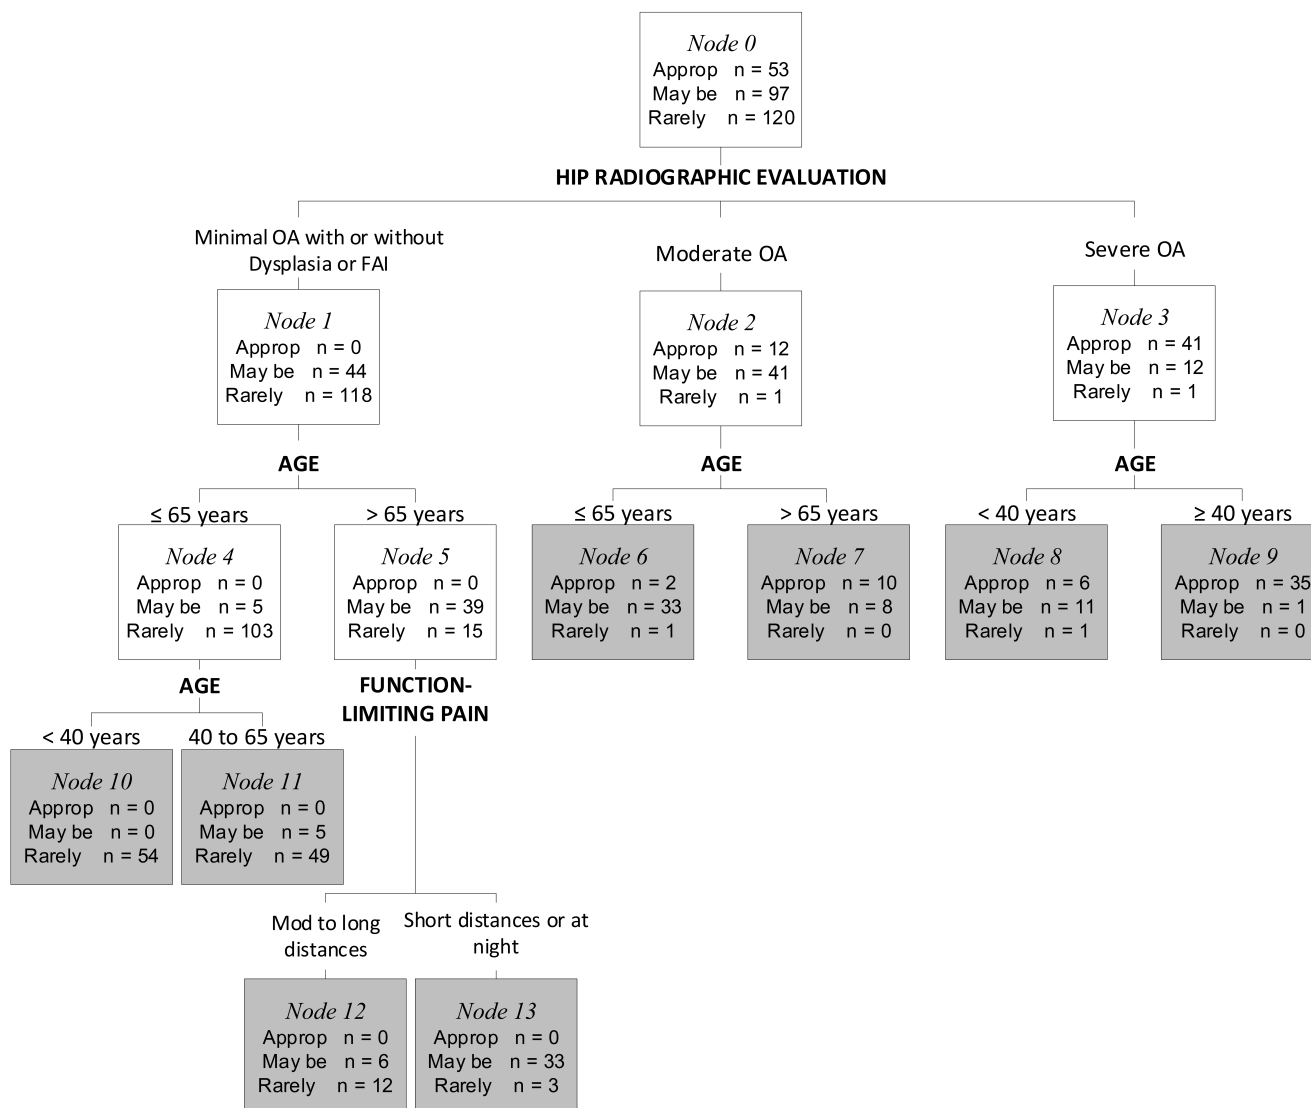 Node 0
Approp n = 53
May be n = 97
Rarely n = 120
HIP RADIOGRAPHIC EVALUATION
Minimal OA with or without
Dysplasia or FAI
Moderate OA
Severe OA
Node 1
Approp n = 0
May be n = 44
Rarely n = 118
Node 2
Approp n = 12
May be n = 41
Rarely n = 1
Node 3
Approp n = 41
May be n = 12
Rarely n = 1
AGE
AGE
AGE
≤ 65 years
> 65 years
≤ 65 years
> 65 years
< 40 years
≥ 40 years
Node 4
Approp n = 0
May be n = 5
Rarely n = 103
Node 5
Approp n = 0
May be n = 39
Rarely n = 15
Node 6
Approp n = 2
May be n = 33
Rarely n = 1
Node 7
Approp n = 10
May be n = 8
Rarely n = 0
Node 8
Approp n = 6
May be n = 11
Rarely n = 1
Node 9
Approp n = 35
May be n = 1
Rarely n = 0
AGE
FUNCTION-
LIMITING PAIN
< 40 years
40 to 65 years
Node 10
Approp n = 0
May be n = 0
Rarely n = 54
Node 11
Approp n = 0
May be n = 5
Rarely n = 49
Mod to long
distances
Short distances or at
night
Node 12
Approp n = 0
May be n = 6
Rarely n = 12
Node 13
Approp n = 0
May be n = 33
Rarely n = 3